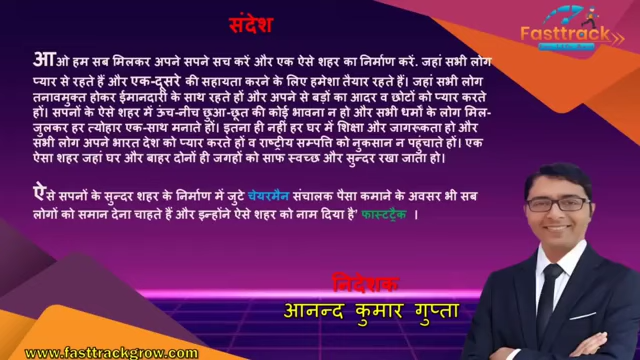 संदेश
Fasttrack
आओ हम सब मिलकर अपने सपने सच करें और एक ऐसे शहर का निर्माण करें. जहां सभी लोग
प्यार से रहते हैं और एक-दूसरे की सहायता करने के लिए हमेशा तैयार रहते हैं। जहां सभी लोग
तनावमुक्त होकर ईमानदारी के साथ रहते हों और अपने से बड़ों का आदर व छोटों को प्यार करते
हों। सपनों के ऐसे शहर में ऊंच-नीच छुआ-छूत की कोई भावना न हो और सभी धर्मों के लोग मिल-
जुलकर हर त्योहार एक-साथ मनाते हों। इतना ही नहीं हर घर में शिक्षा और जागरूकता हो और
सभी लोग अपने भारत देश को प्यार करते हों व राष्ट्रीय सम्पत्ति को नुकसान न पहुंचाते हों। एक
ऐसा शहर जहां घर और बाहर दोनों ही जगहों को साफ स्वच्छ और सुन्दर रखा जाता हो।
ऐसे सपनों के सुन्दर शहर के निर्माण में जुटे चेयरमैन संचालक पैसा कमाने के अवसर भी सब
लोगों को समान देना चाहते हैं और इन्होंने ऐसे शहर को नाम दिया है' फास्टट्रैक ।
निदेशक
आनन्द कुमार गुप्ता
www.fasttrackgrow.com